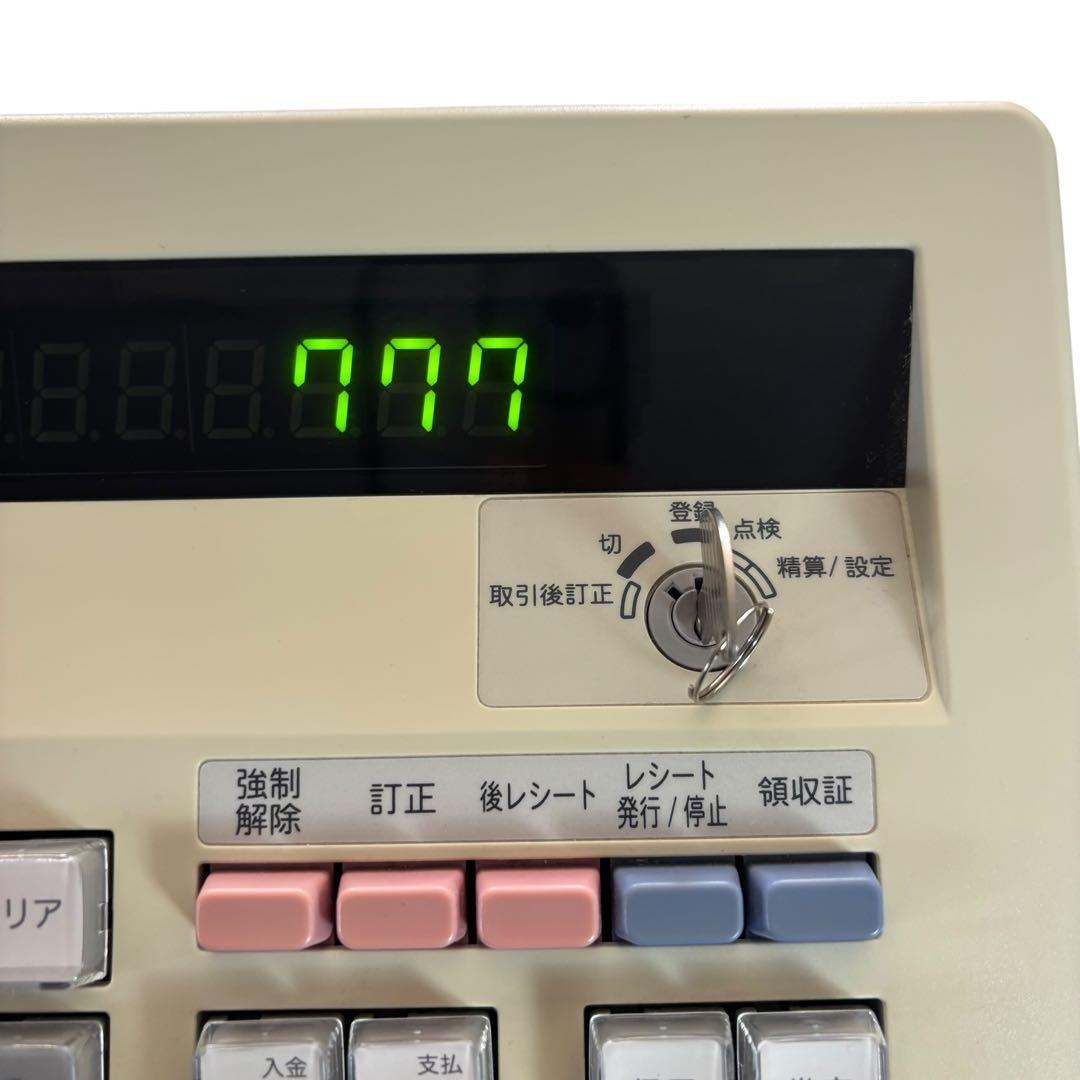 777
登録
点検
切
精算/設定
取引後訂正
強制
解除
訂正
後レシート
レシート
発行/停止
領収証
リア
入金
支払